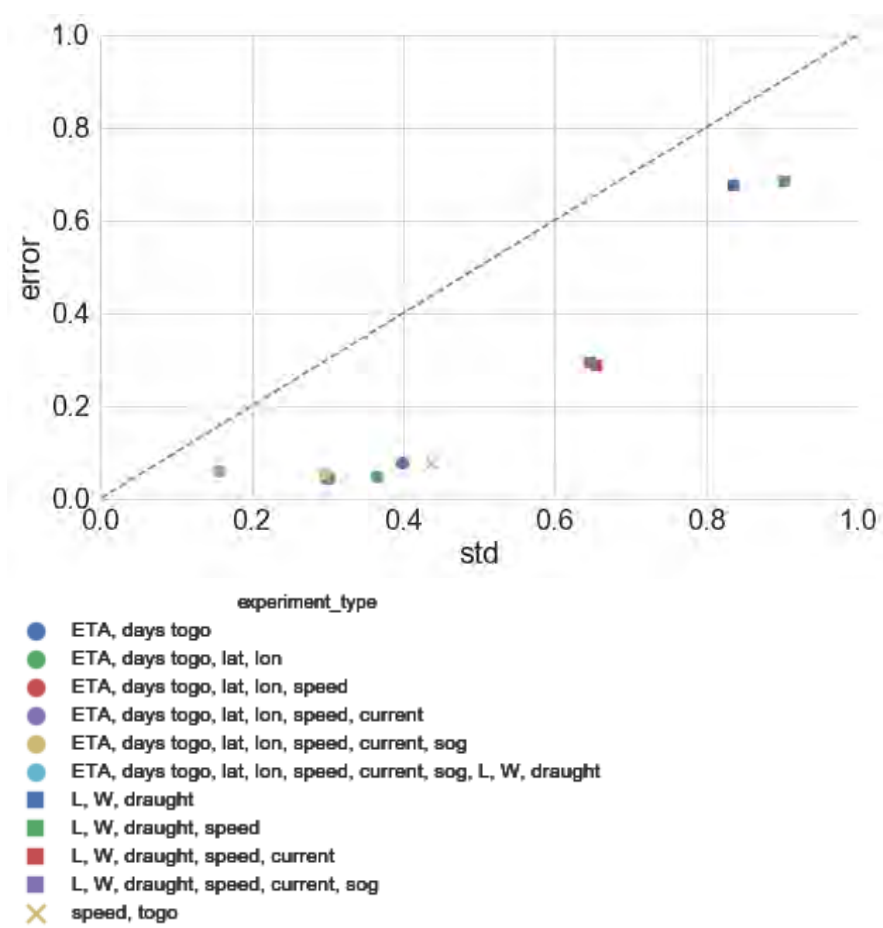 1.0
0.8
0.6
error
0.4
0.2
0.0
0.0 0.2 0.4 0.6 0.8 1.0
std
experiment_type
ETA, days togo
ETA, days togo, lat, lon
ETA, days togo, lat, lon, speed
ETA, days togo, lat, lon, speed, current
ETA, days togo, lat, lon, speed, current, sog
ETA, days togo, lat, lon, speed, current, sog, L, W, draught
L, W, draught
L, W, draught, speed
L, W, draught, speed, current
L, W, draught, speed, current, sog
speed, togo